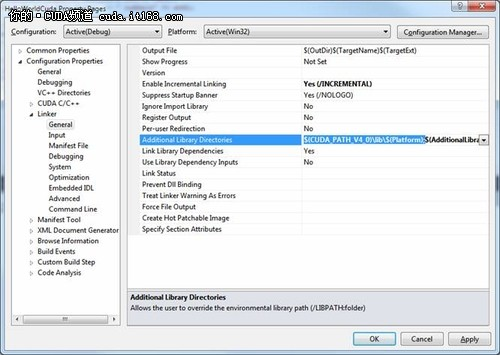 HelloWorldCuda Property Pages
你的·CUDA频道 cuda.it168.com
Configuration: Active(Debug) Platform: Active(Win32) Configuration Manager...
Common Properties
Configuration Properties
General
Debugging
VC++ Directories
CUDA C/C++
Linker
General
Input
Manifest File
Debugging
System
Optimization
Embedded IDL
Advanced
Command Line
Manifest Tool
XML Document Generator
Browse Information
Build Events
Custom Build Step
Code Analysis
Output File $(OutDir)$(TargetName)$(TargetExt)
Show Progress Not Set
Version
Enable Incremental Linking Yes (/INCREMENTAL)
Suppress Startup Banner Yes (/NOLOGO)
Ignore Import Library No
Register Output No
Per-user Redirection No
Additional Library Directories $(CUDA_PATH_V4_0)\lib\$(Platform);$(AdditionalLibra
Link Library Dependencies Yes
Use Library Dependency Inputs No
Link Status
Prevent Dll Binding
Treat Linker Warning As Errors
Force File Output
Create Hot Patchable Image
Specify Section Attributes
Additional Library Directories
Allows the user to override the environmental library path (/LIBPATH:folder)
OK Cancel Apply